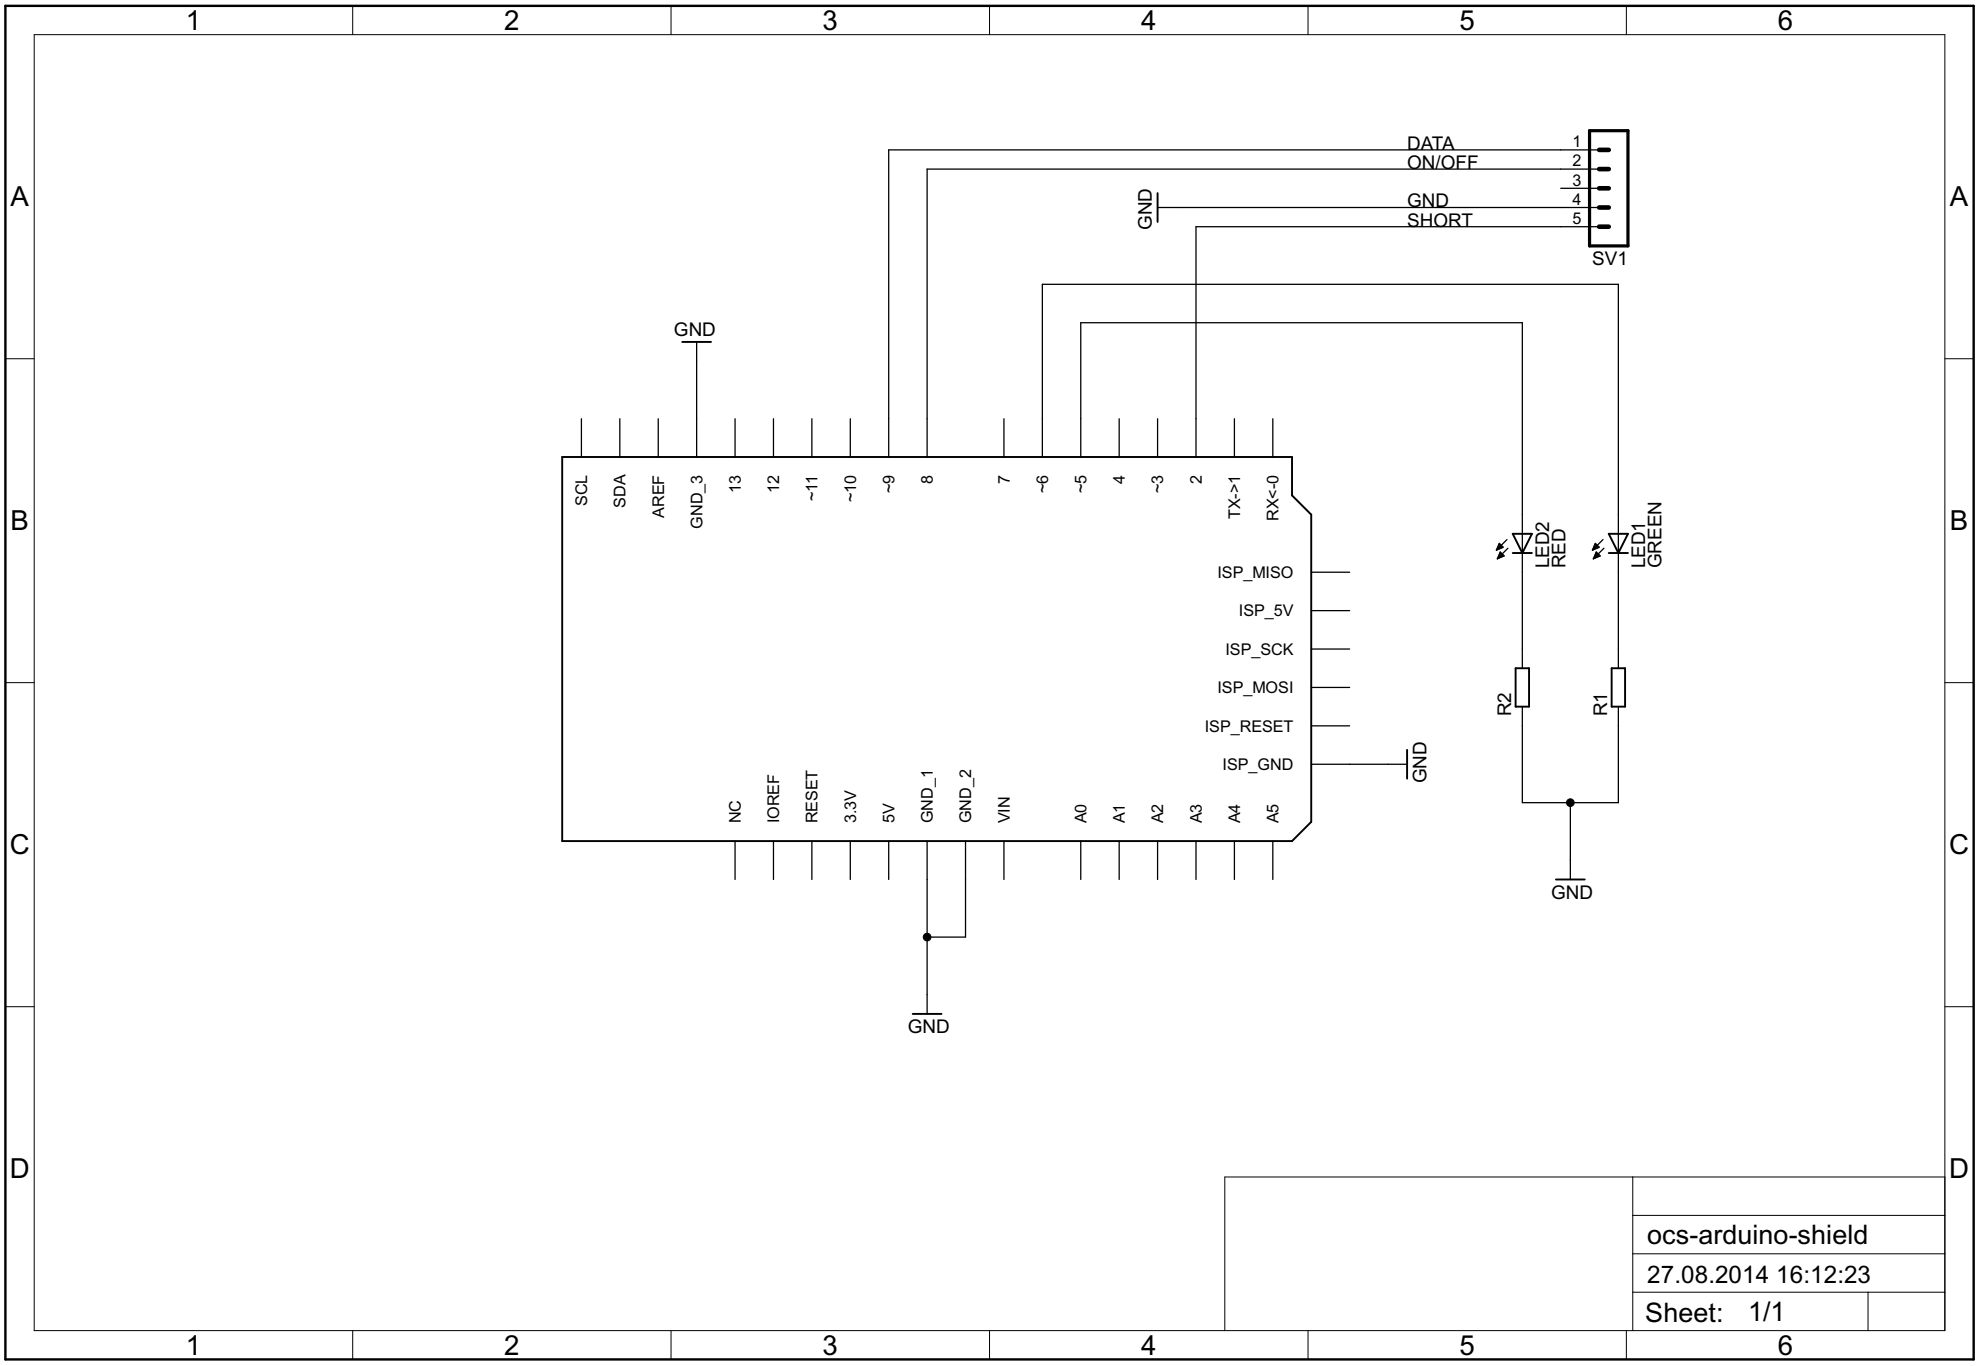 1 2 3 4 5 6
A A
B B
C C
D D
DATA 1
ON/OFF 2
3
GND GND 4
SHORT 5
SV1
GND
SCL SDA AREF GND_3 13 12 ~11 ~10 ~9 8 7 ~6 ~5 4 ~3 2 TX->1 RX<-0
LED2
RED
LED1
GREEN
ISP_MISO
ISP_5V
ISP_SCK
ISP_MOSI
R2 R1
ISP_RESET
ISP_GND GND
NC IOREF RESET 3.3V 5V GND_1 GND_2 VIN A0 A1 A2 A3 A4 A5
GND
GND
ocs-arduino-shield
27.08.2014 16:12:23
Sheet: 1/1
1 2 3 4 5 6